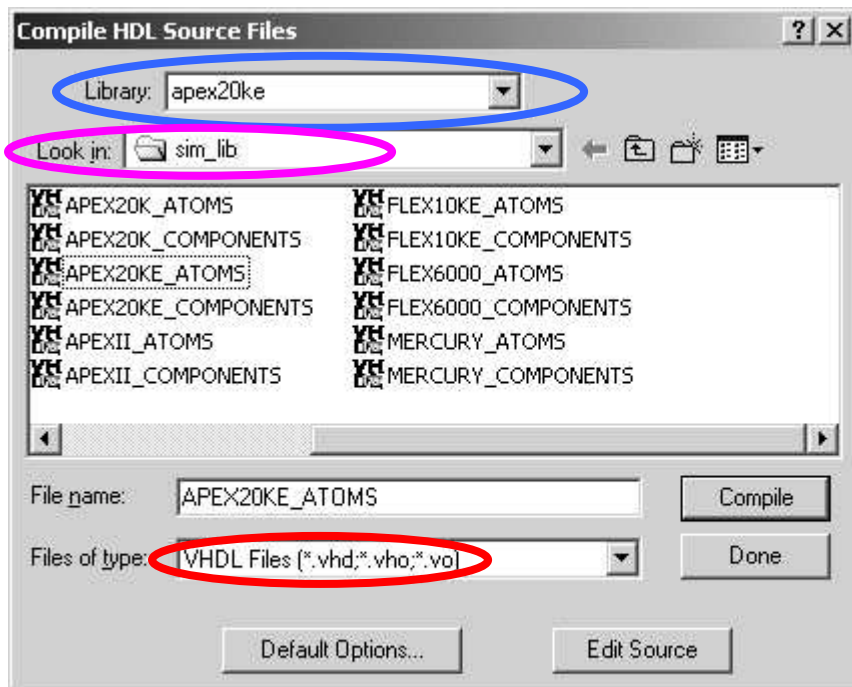 Compile HDL Source Files
Library: apex20ke
Look in: sim_lib
APEX20K_ATOMS
APEX20K_COMPONENTS
APEX20KE_ATOMS
APEX20KE_COMPONENTS
APEXII_ATOMS
APEXII_COMPONENTS
FLEX10KE_ATOMS
FLEX10KE_COMPONENTS
FLEX6000_ATOMS
FLEX6000_COMPONENTS
MERCURY_ATOMS
MERCURY_COMPONENTS
File name: APEX20KE_ATOMS
Compile
Files of type: VHDL Files (*.vhd;*.vho;*.vo)
Done
Default Options...
Edit Source